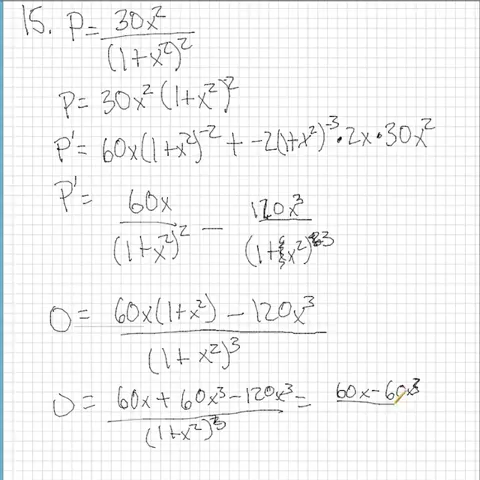 15. P = 30x²/(1+x²)²
P = 30x²(1+x²)⁻²
P' = 60x(1+x²)⁻² + -2(1+x²)⁻³ • 2x • 30x²
P' = 60x/(1+x²)² - 120x³/(1+x²)³
0 = (60x(1+x²) - 120x³)/(1+x²)³
0 = (60x + 60x³ - 120x³)/(1+x²)³ = 60x - 60x³